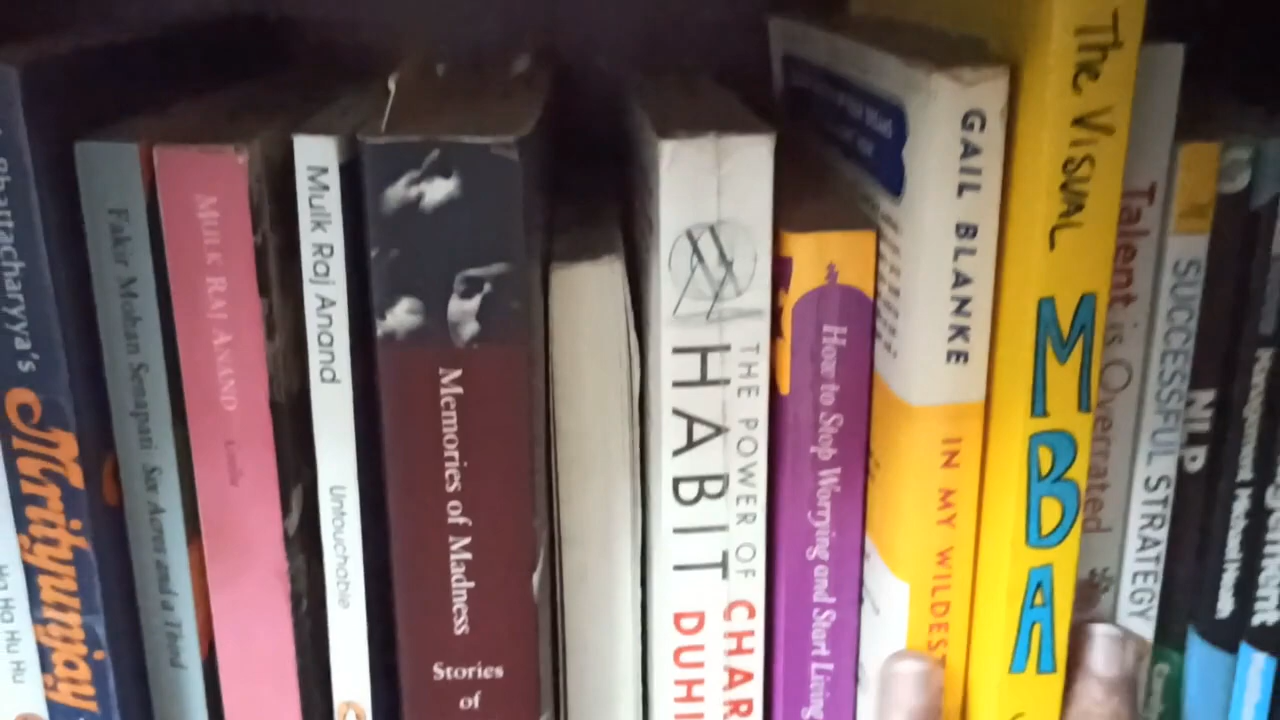 Bhattacharyya's
Mrityunjay
Ha Ha Hu Hu
Fakir Mohan Senapati Six Acres and a Third
MULK RAJ ANAND Coolie
Mulk Raj Anand Untouchable
Memories of Madness
Stories
of
THE POWER OF
HABIT
CHAR
DUHI
How to Stop Worrying and Start Living
GAIL BLANKE
IN MY WILDEST
The Visual
MBA
Talent is Overrated
SUCCESSFUL STRATEGY
NLP
Management